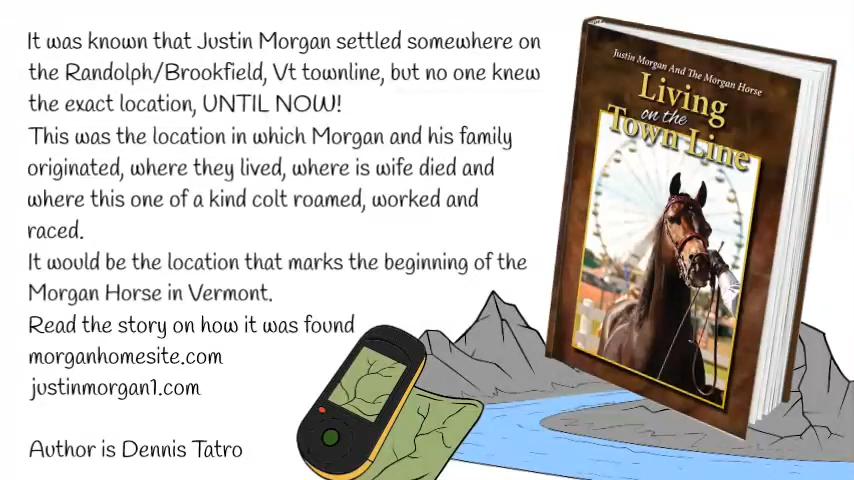 It was known that Justin Morgan settled somewhere on
the Randolph/Brookfield, Vt townline, but no one knew
the exact location, UNTIL NOW!
This was the location in which Morgan and his family
originated, where they lived, where is wife died and
where this one of a kind colt roamed, worked and
raced.
It would be the location that marks the beginning of the
Morgan Horse in Vermont.
Read the story on how it was found
morganhomesite.com
justinmorgan1.com
Author is Dennis Tatro
Justin Morgan And The Morgan Horse
Living
on the
Town Line